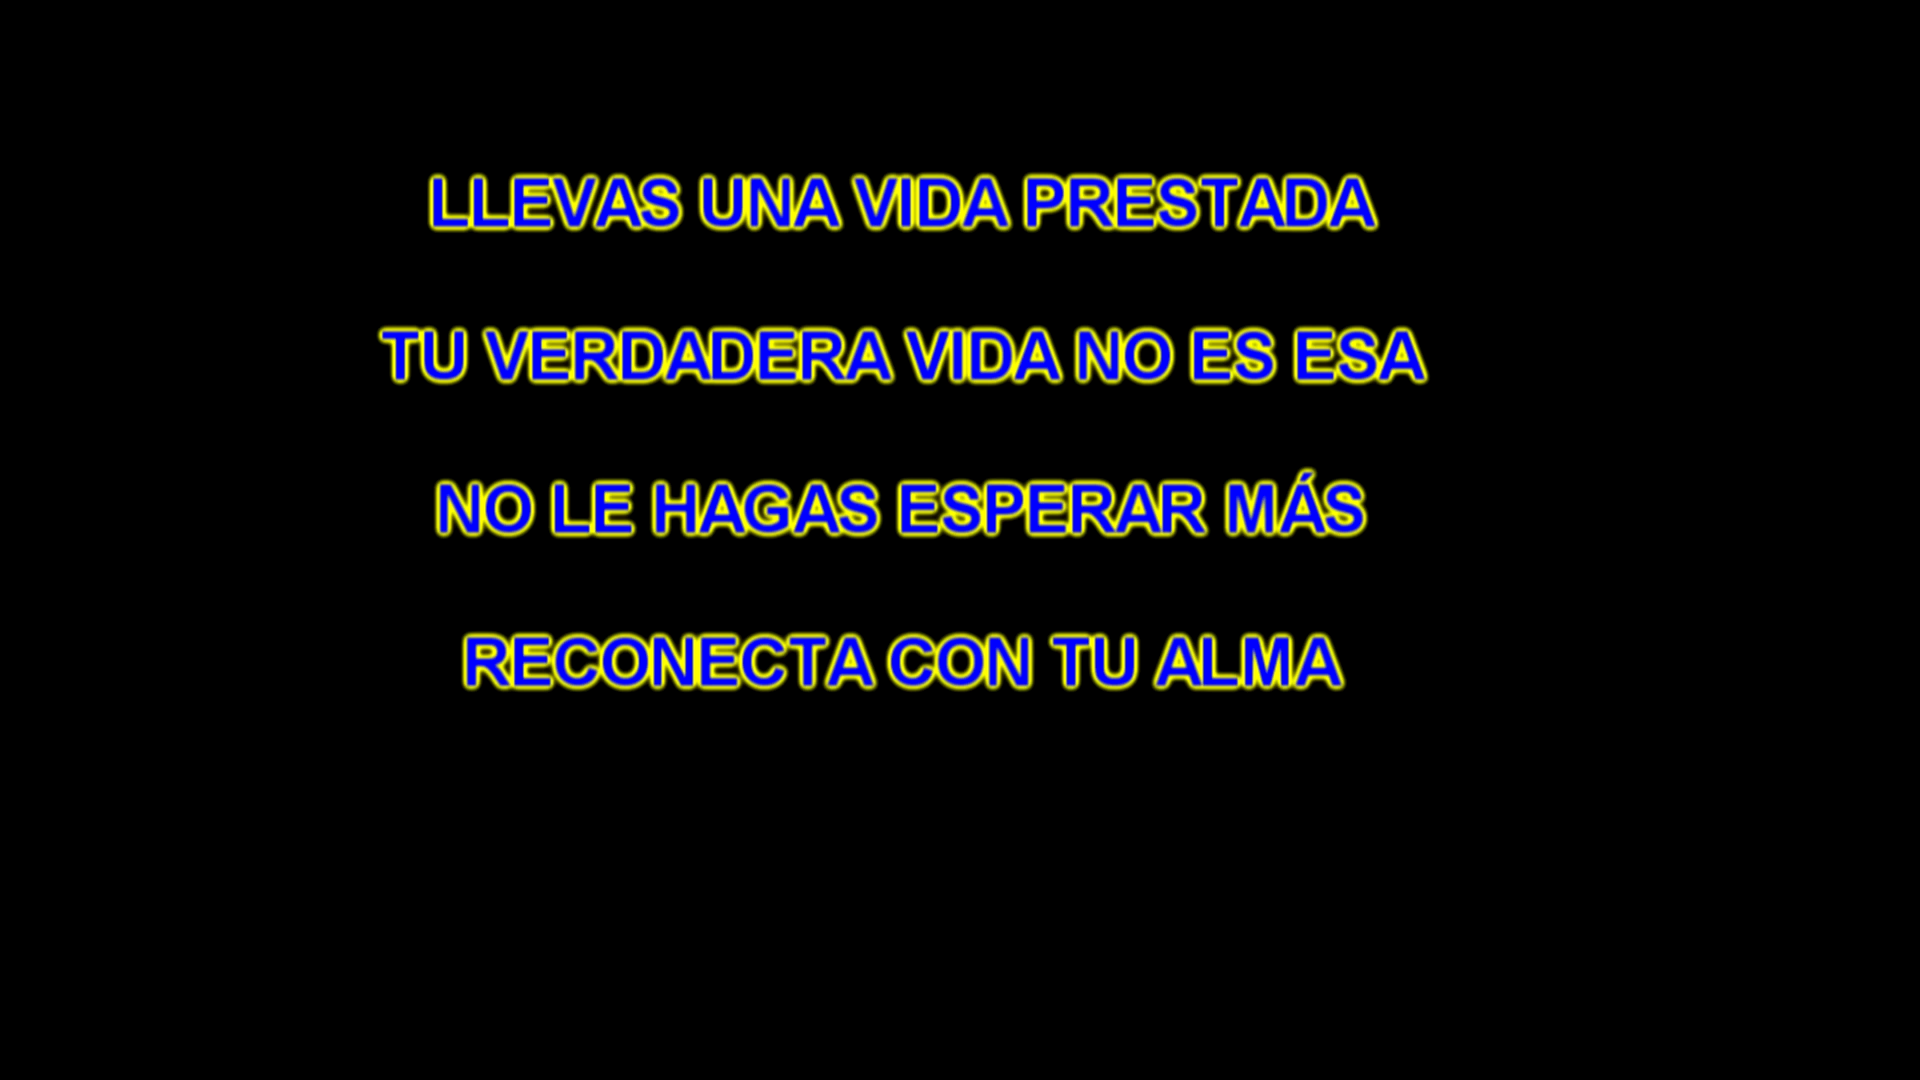 LLEVAS UNA VIDA PRESTADA
TU VERDADERA VIDA NO ES ESA
NO LE HAGAS ESPERAR MÁS
RECONECTA CON TU ALMA